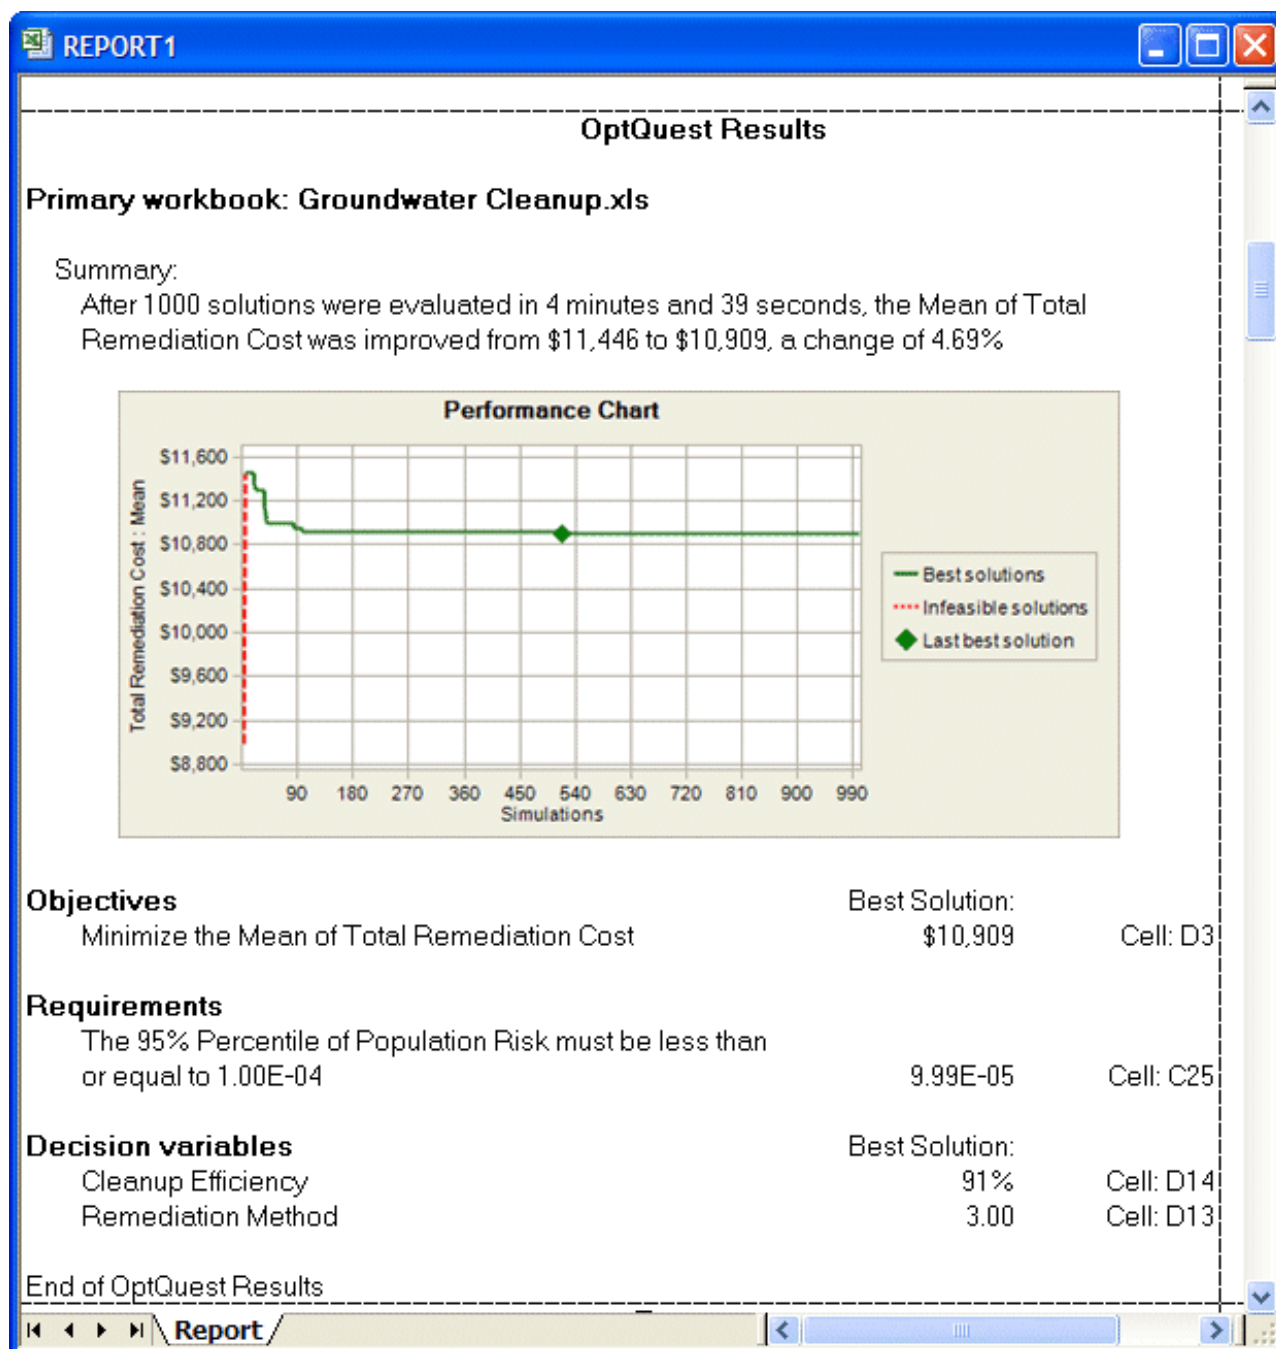 REPORT1
OptQuest Results
Primary workbook: Groundwater Cleanup.xls
Summary:
After 1000 solutions were evaluated in 4 minutes and 39 seconds, the Mean of Total
Remediation Cost was improved from $11,446 to $10,909, a change of 4.69%
Performance Chart
Total Remediation Cost : Mean
$11,600
$11,200
$10,800
$10,400
$10,000
$9,600
$9,200
$8,800
90 180 270 360 450 540 630 720 810 900 990
Simulations
Best solutions
Infeasible solutions
Last best solution
Objectives Best Solution:
Minimize the Mean of Total Remediation Cost $10,909 Cell: D3
Requirements
The 95% Percentile of Population Risk must be less than
or equal to 1.00E-04 9.99E-05 Cell: C25
Decision variables Best Solution:
Cleanup Efficiency 91% Cell: D14
Remediation Method 3.00 Cell: D13
End of OptQuest Results
Report